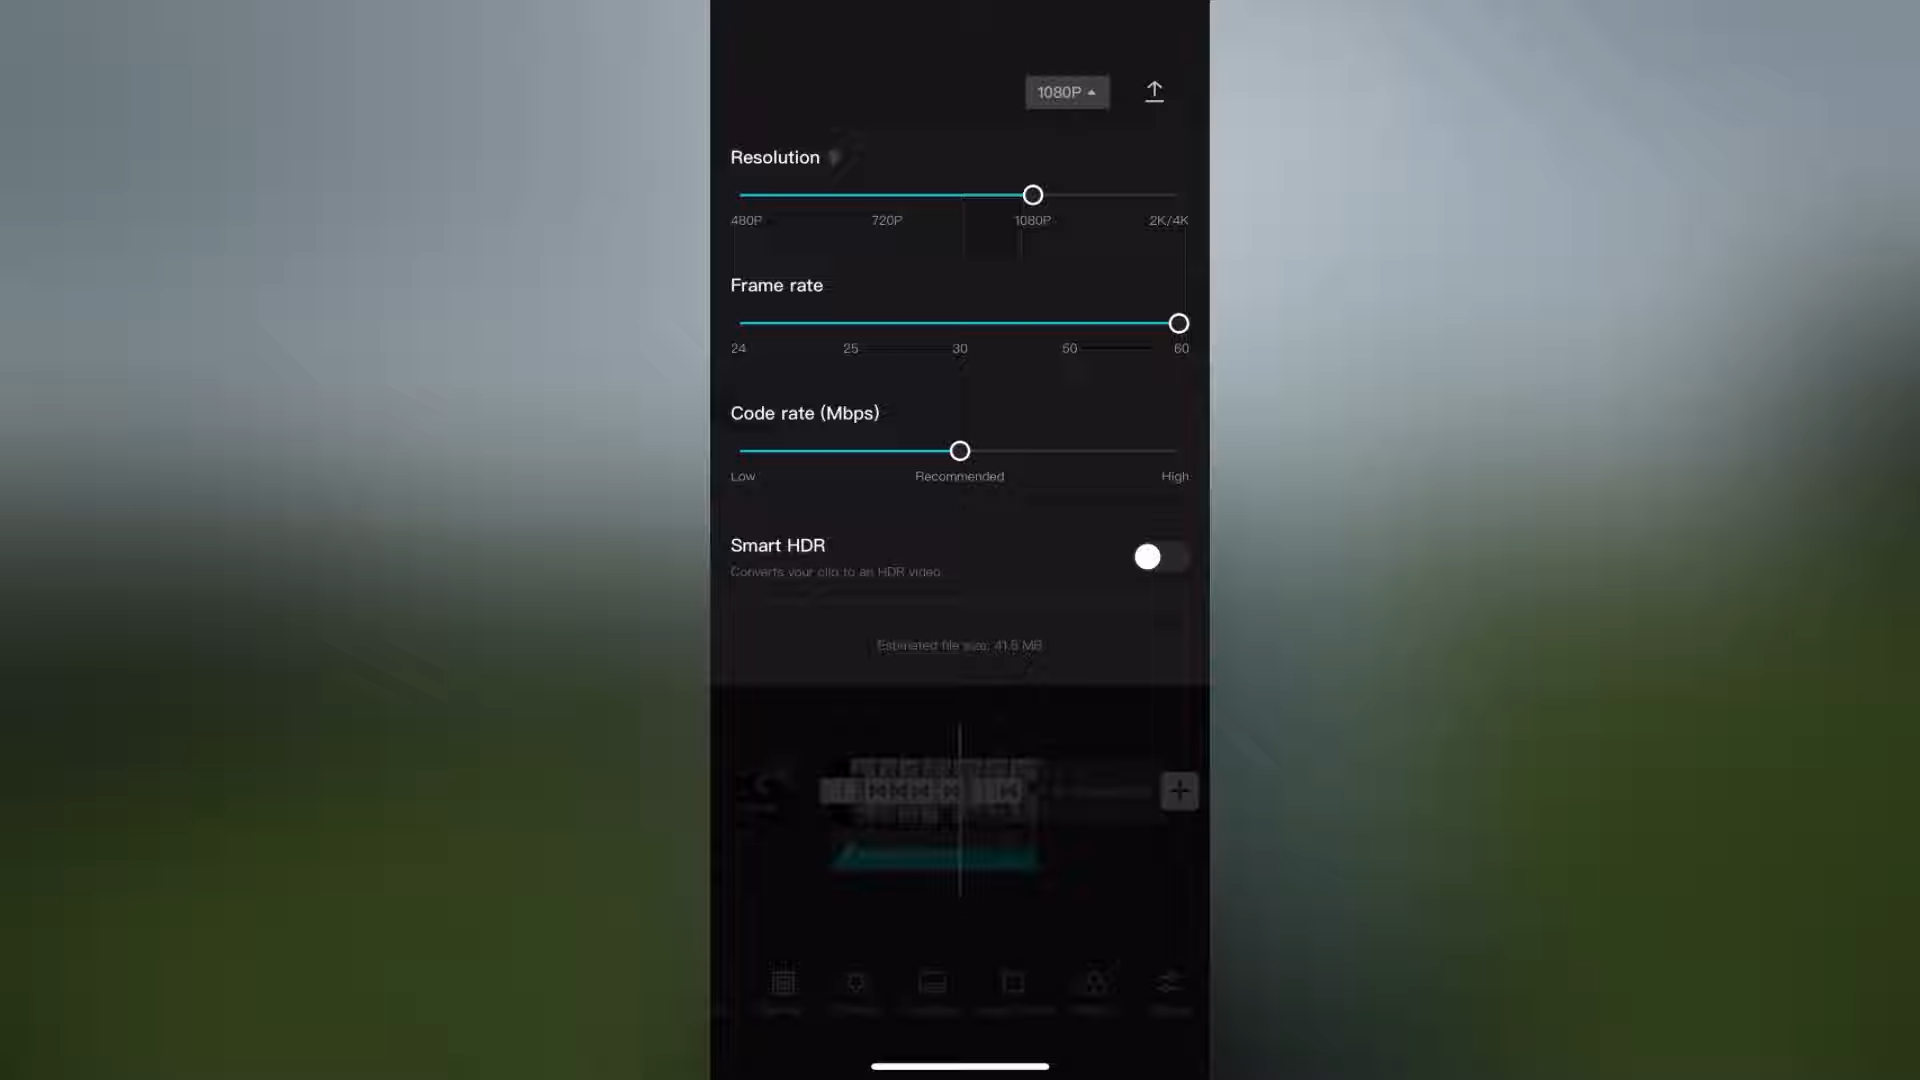 1080P
Resolution
480P 720P 1080P 2K/4K
Frame rate
24 25 30 50 60
Code rate (Mbps)
Low Recommended High
Smart HDR
Converts your clip to an HDR video
Estimated file size: 41.5 MB